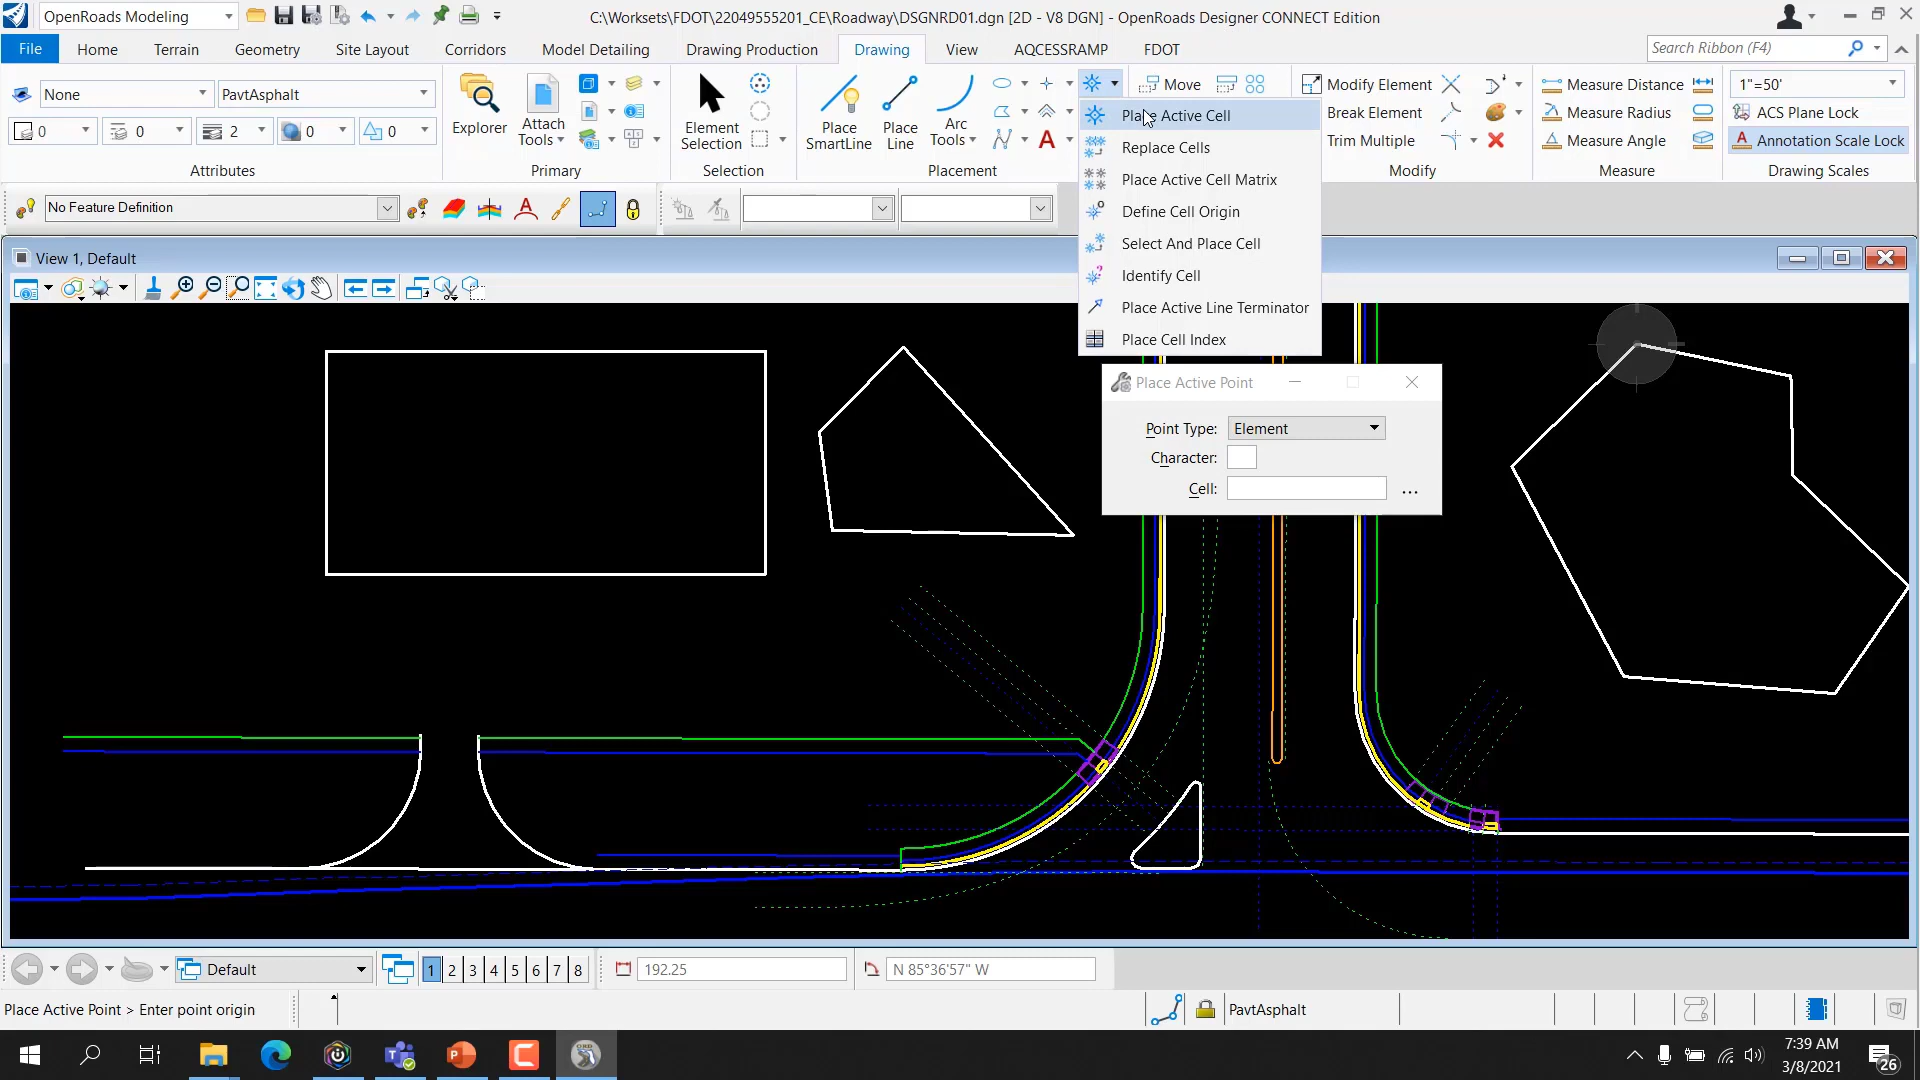 OpenRoads Modeling
C:\Worksets\FDOT\22049555201_CE\Roadway\DSGNRD01.dgn [2D - V8 DGN] - OpenRoads Designer CONNECT Edition
File Home Terrain Geometry Site Layout Corridors Model Detailing Drawing Production Drawing View AQCESSRAMP FDOT
Search Ribbon (F4)
None PavtAsphalt
0 0 2 0 0
Attributes
Explorer
Attach Tools
Primary
Element Selection
Selection
Place SmartLine
Place Line
Arc Tools
Placement
Move
Modify Element
Break Element
Trim Multiple
Modify
Measure Distance
Measure Radius
Measure Angle
Measure
1"=50'
ACS Plane Lock
Annotation Scale Lock
Drawing Scales
Place Active Cell
Replace Cells
Place Active Cell Matrix
Define Cell Origin
Select And Place Cell
Identify Cell
Place Active Line Terminator
Place Cell Index
No Feature Definition
View 1, Default
Place Active Point
Point Type: Element
Character:
Cell:
...
Default
1 2 3 4 5 6 7 8
192.25
N 85°36'57" W
Place Active Point > Enter point origin
PavtAsphalt
7:39 AM
3/8/2021
26